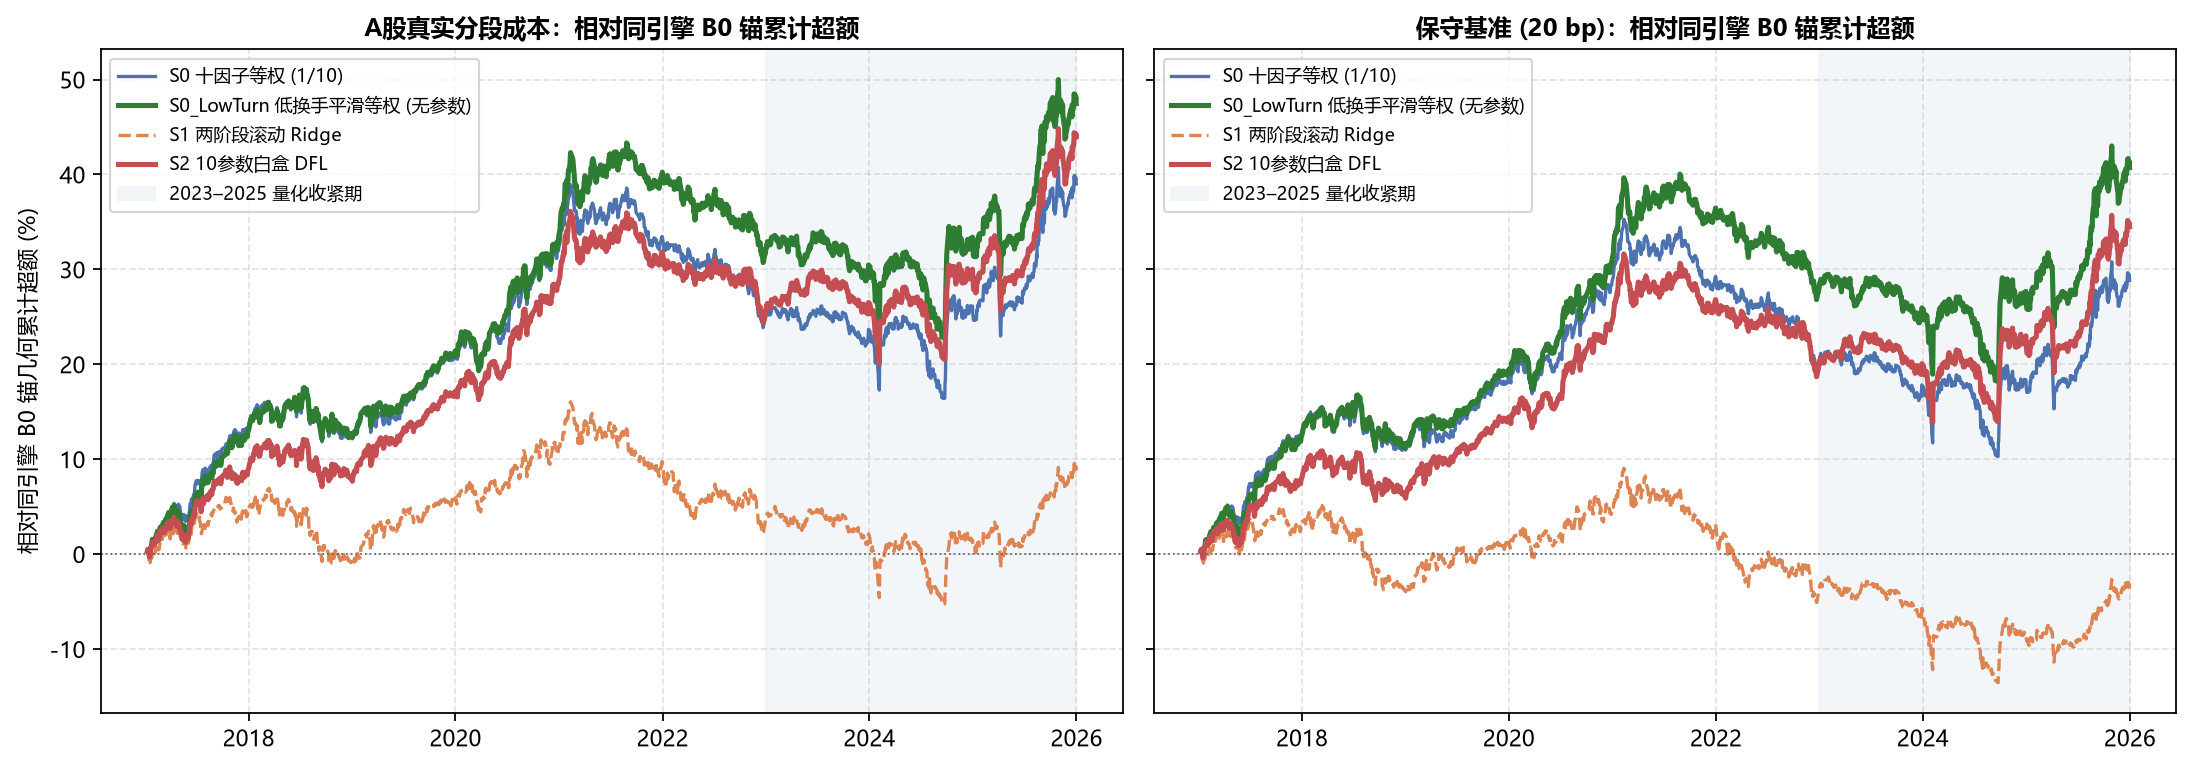 A股真实分段成本：相对同引擎 B0 锚累计超额
相对同引擎 B0 锚几何累计超额 (%)
50
40
30
20
10
0
-10
S0 十因子等权 (1/10)
S0_LowTurn 低换手平滑等权 (无参数)
S1 两阶段滚动 Ridge
S2 10参数白盒 DFL
2023–2025 量化收紧期
2018
2020
2022
2024
2026
保守基准 (20 bp)：相对同引擎 B0 锚累计超额
S0 十因子等权 (1/10)
S0_LowTurn 低换手平滑等权 (无参数)
S1 两阶段滚动 Ridge
S2 10参数白盒 DFL
2023–2025 量化收紧期
2018
2020
2022
2024
2026